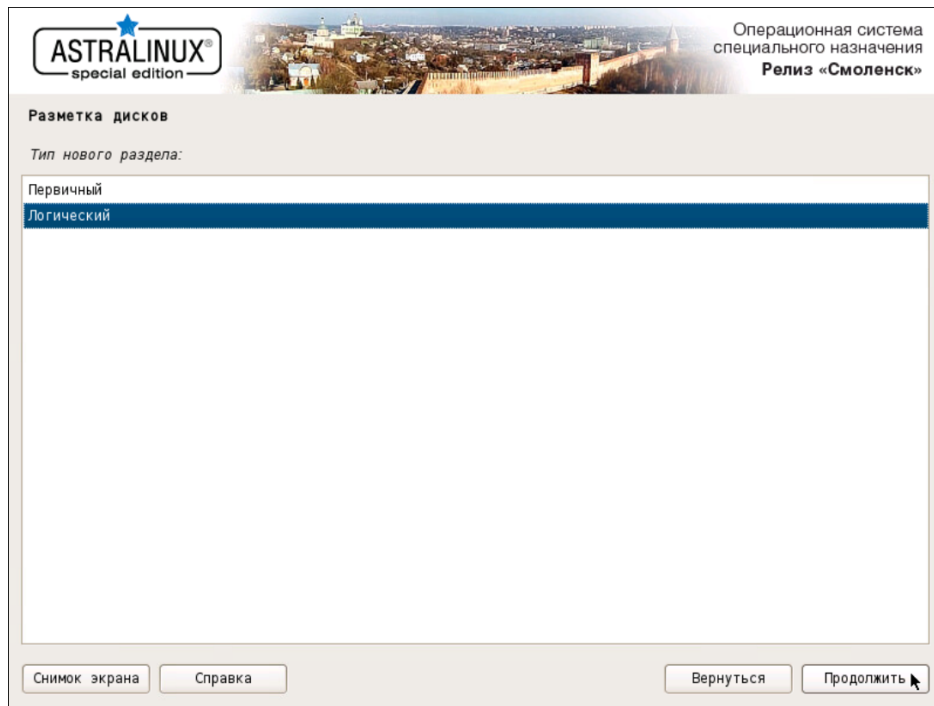 ASTRALINUX®
special edition
Операционная система
специального назначения
Релиз «Смоленск»
Разметка дисков
Тип нового раздела:
Первичный
Логический
Снимок экрана
Справка
Вернуться
Продолжить